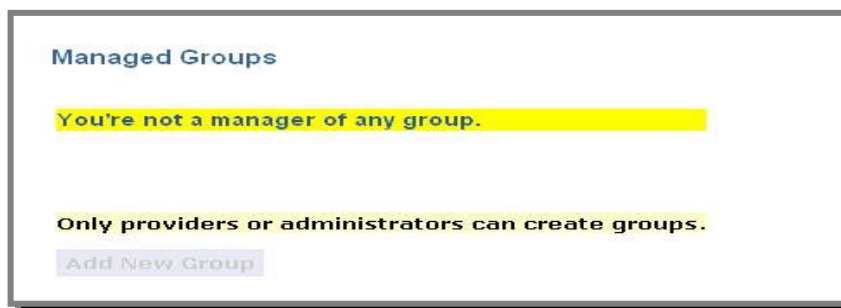 Managed Groups
You're not a manager of any group.
Only providers or administrators can create groups.
Add New Group